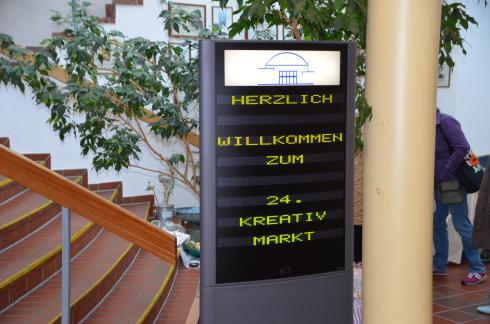 HERZLICH
WILLKOMMEN
ZUM
24.
KREATIV
MARKT